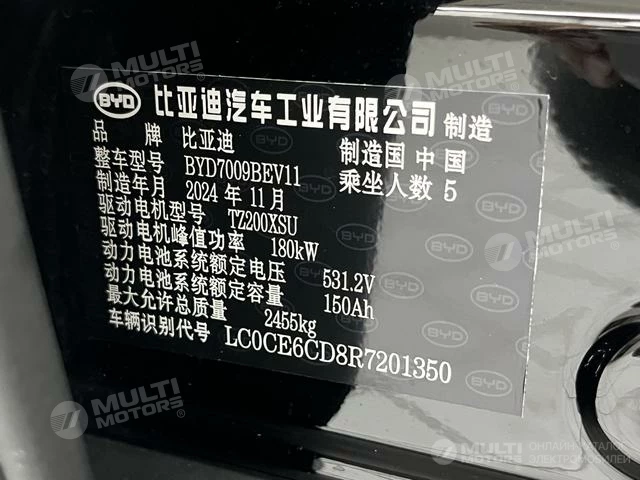 BYD 比亚迪汽车工业有限公司 制造
品牌 比亚迪 制造国 中国
整车型号 BYD7009BEV11 乘坐人数 5
制造年月 2024 年 11 月
驱动电机型号 TZ200XSU
驱动电机峰值功率 180kW
动力电池系统额定电压 531.2V
动力电池系统额定容量 150Ah
最大允许总质量 2455kg
车辆识别代号 LC0CE6CD8R7201350
MULTI MOTORS
MULTI MOTORS
MULTI MOTORS
MULTI MOTORS
MULTI
ОНЛАЙН-КАТАЛОГ
ЭЛЕКТРОМОБИЛЕЙ